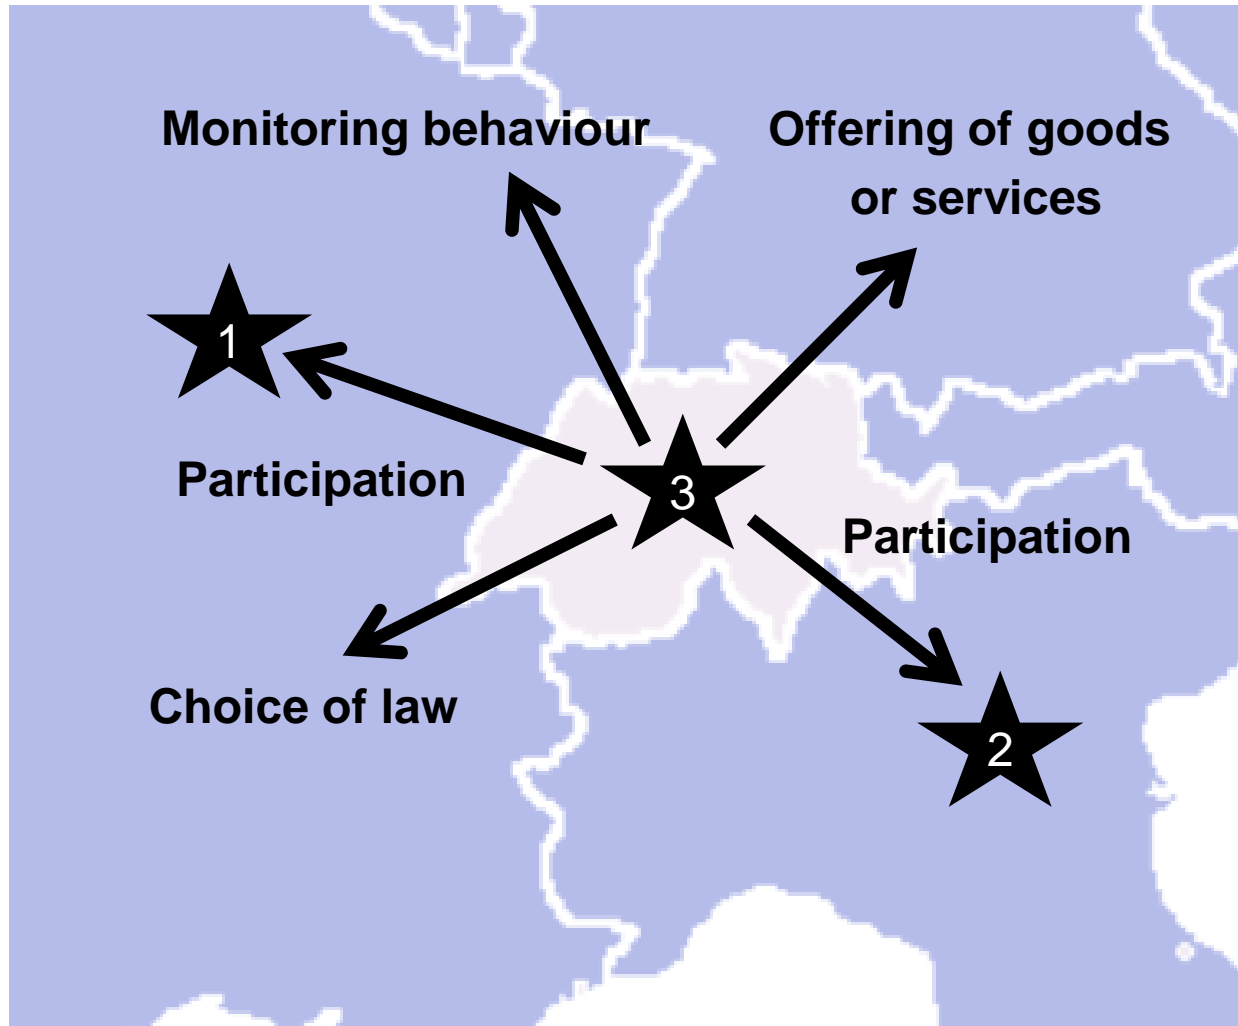 Monitoring behaviour
Offering of goods
or services
1
Participation
3
Participation
Choice of law
2